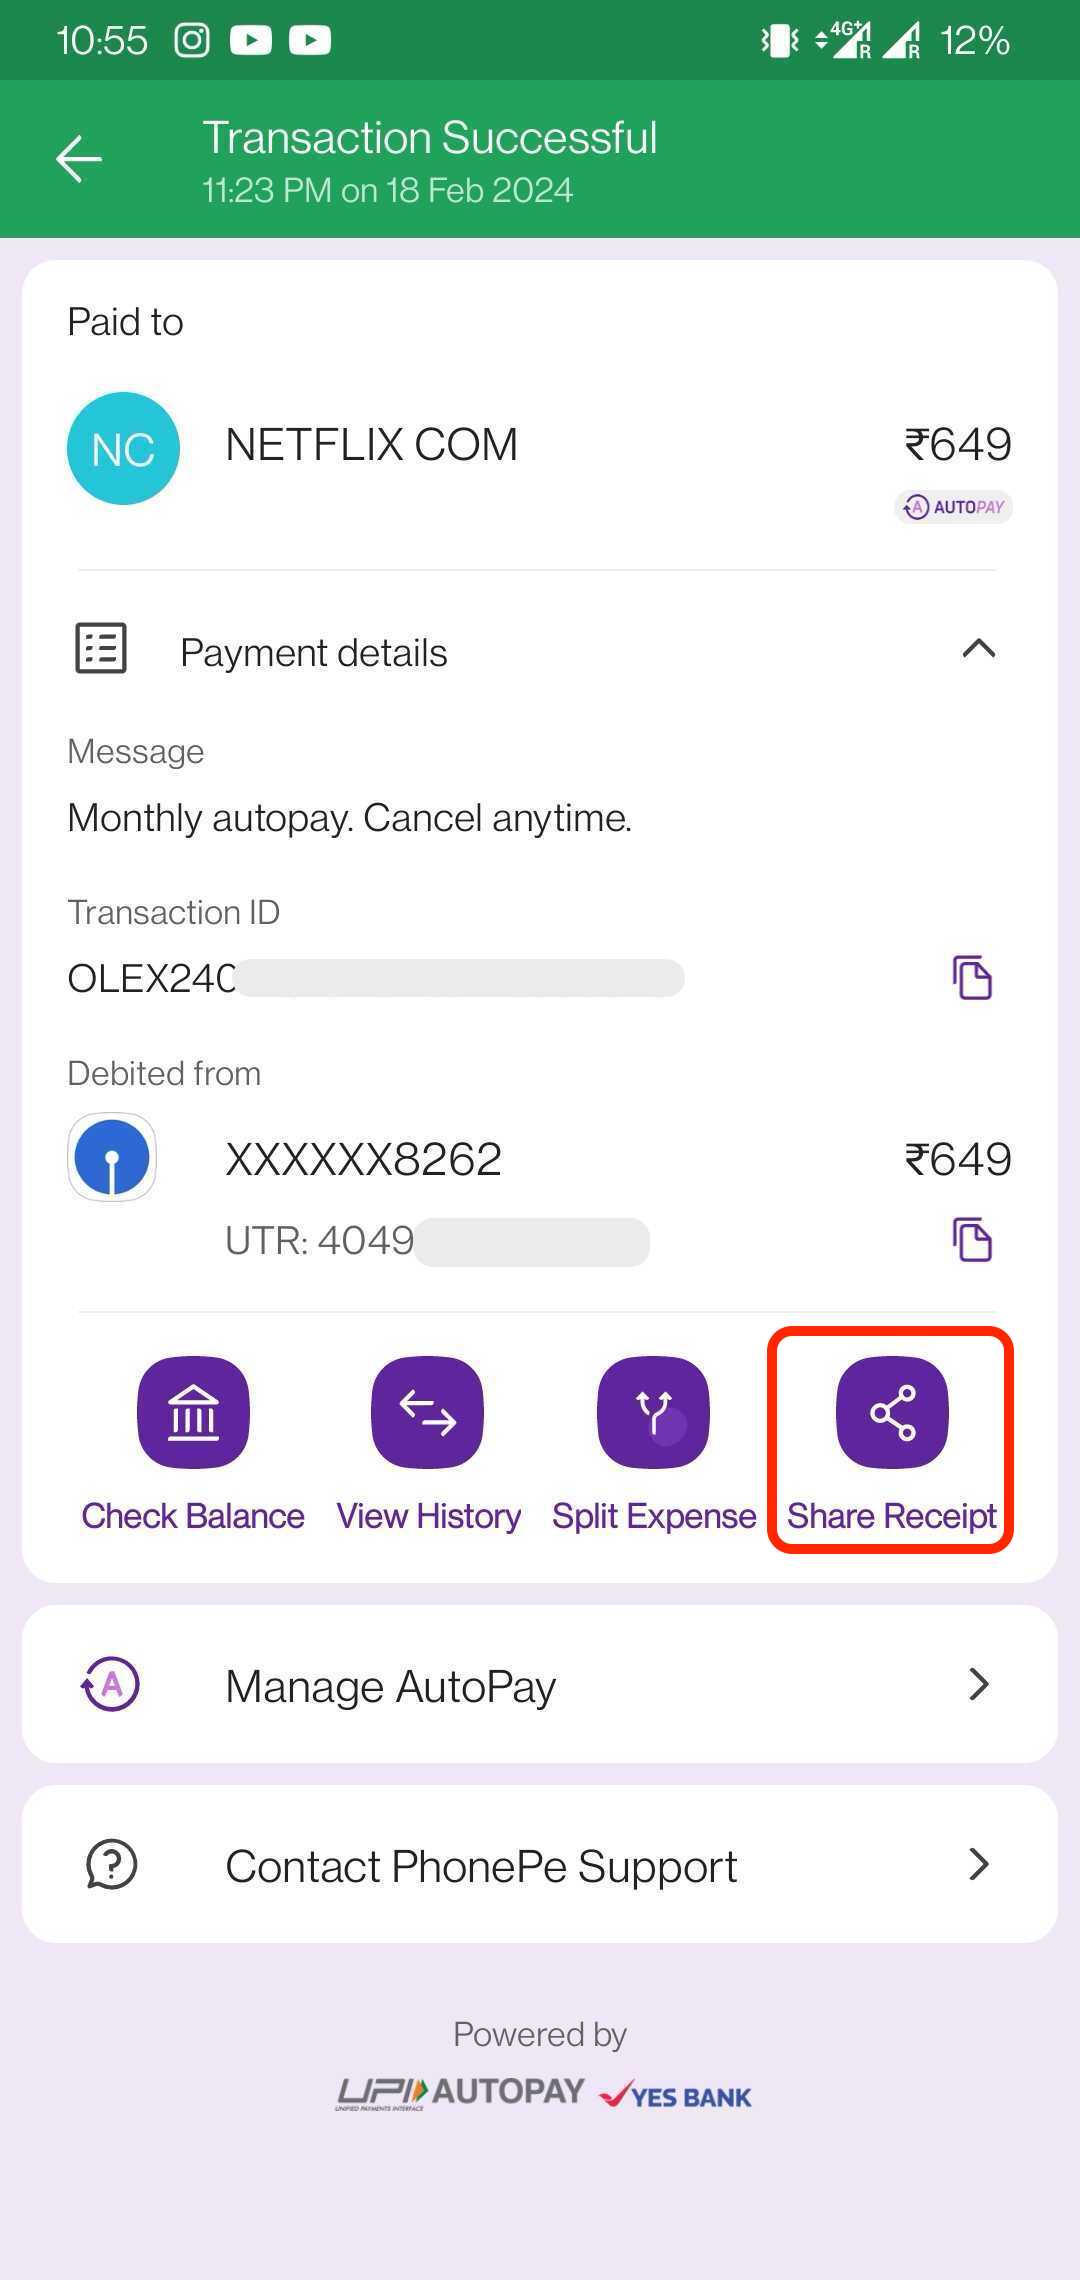 10:55 4G+ R R 12%
Transaction Successful
11:23 PM on 18 Feb 2024
Paid to
NC NETFLIX COM ₹649
A AUTOPAY
Payment details
Message
Monthly autopay. Cancel anytime.
Transaction ID
OLEX240
Debited from
XXXXXX8262 ₹649
UTR: 4049
Check Balance View History Split Expense Share Receipt
A Manage AutoPay
? Contact PhonePe Support
Powered by
UPI AUTOPAY YES BANK
UNIFIED PAYMENTS INTERFACE